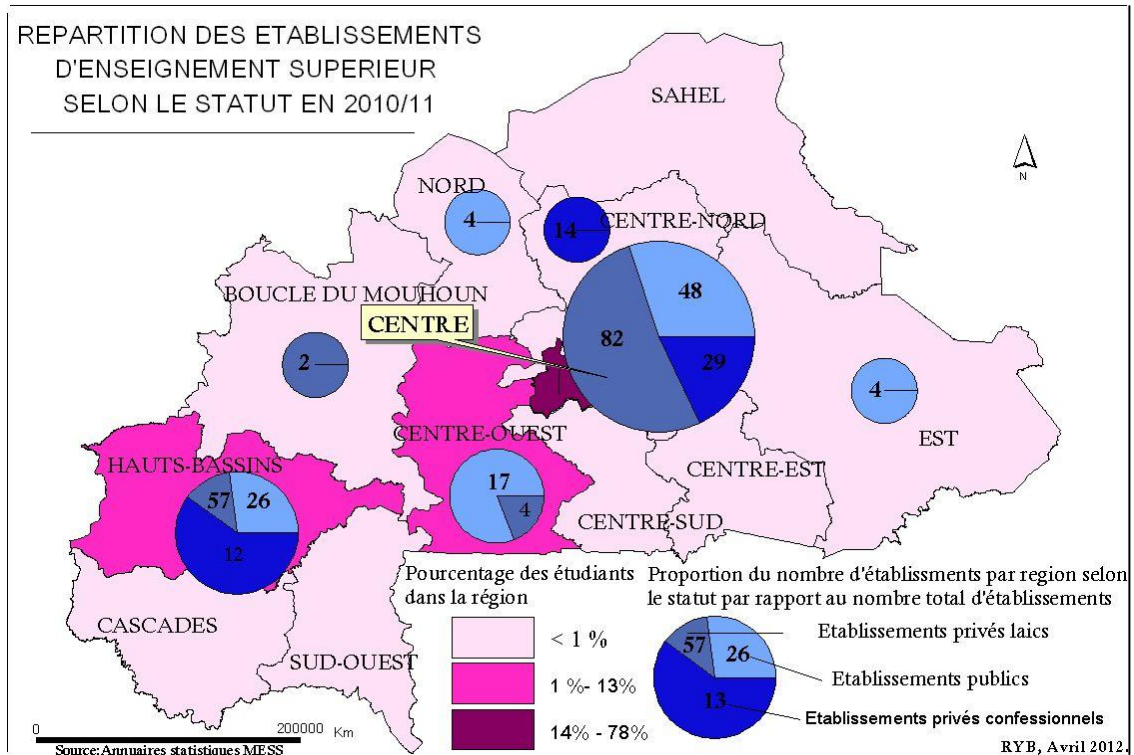 REPARTITION DES ETABLISSEMENTS
D'ENSEIGNEMENT SUPERIEUR
SELON LE STATUT EN 2010/11
SAHEL
N
NORD
4
14
CENTRE-NORD
BOUCLE DU MOUHOUN
CENTRE
48
82
29
2
4
EST
CENTRE-OUEST
HAUTS-BASSINS
CENTRE-EST
57
26
12
17
4
CENTRE-SUD
CASCADES
SUD-OUEST
Pourcentage des étudiants
dans la région
< 1 %
1 %- 13%
14% - 78%
Proportion du nombre d'établissments par region selon
le statut par rapport au nombre total d'établissements
57
26
13
Etablissements privés laics
Etablissements publics
Etablissements privés confessionnels
0
200000 Km
Source:Annuaires statistiques MESS
RYB, Avril 2012